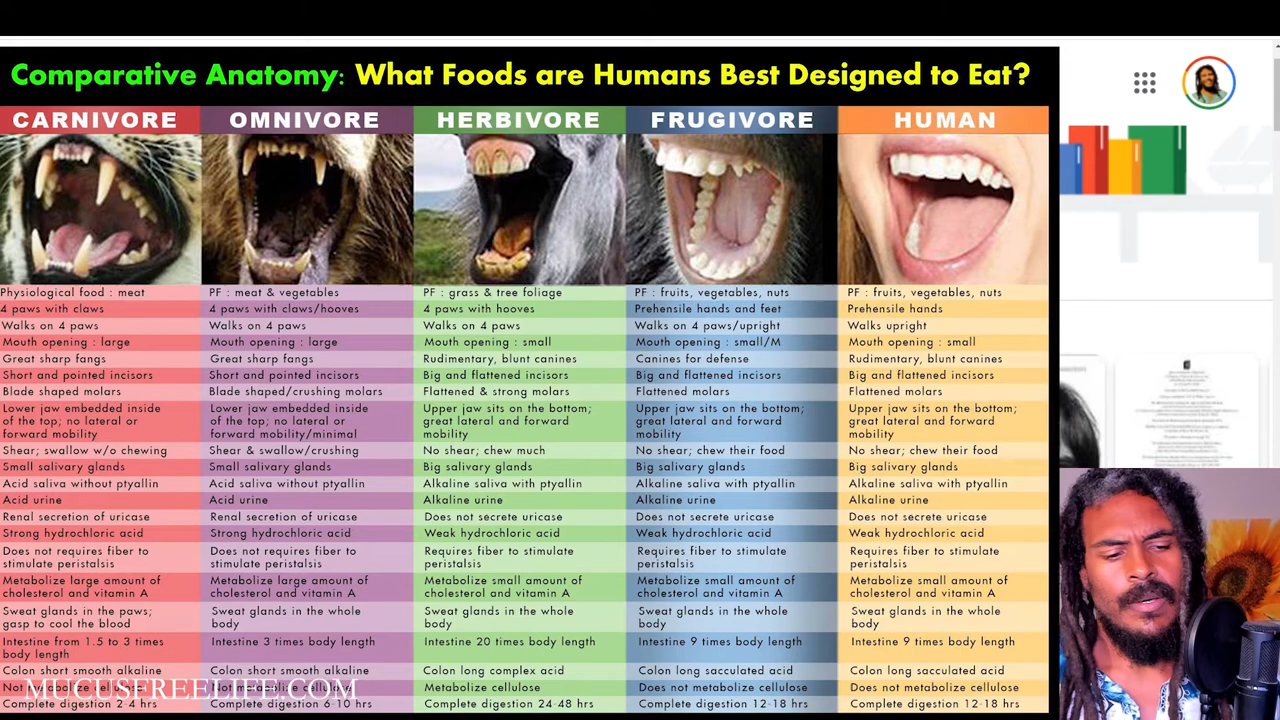 Comparative Anatomy: What Foods are Humans Best Designed to Eat?
CARNIVORE
Physiological food : meat
4 paws with claws
Walks on 4 paws
Mouth opening : large
Great sharp fangs
Short and pointed incisors
Blade shaped molars
Lower jaw embedded inside
of the top; no lateral or
forward mobility
Shear; swallow w/o chewing
Small salivary glands
Acid saliva without ptyallin
Acid urine
Renal secretion of uricase
Strong hydrochloric acid
Does not requires fiber to
stimulate peristalsis
Metabolize large amount of
cholesterol and vitamin A
Sweat glands in the paws;
gasp to cool the blood
Intestine from 1.5 to 3 times
body length
Colon short smooth alkaline
Not metabolize cellulose
Complete digestion 2-4 hrs
OMNIVORE
PF : meat & vegetables
4 paws with claws/hooves
Walks on 4 paws
Mouth opening : large
Great sharp fangs
Short and pointed incisors
Blade shaped/crushing molars
Lower jaw embedded inside
of the top; no lateral or
forward mobility/minimal
Shear & swallow/crushing
Small salivary glands
Acid saliva without ptyallin
Acid urine
Renal secretion of uricase
Strong hydrochloric acid
Does not requires fiber to
stimulate peristalsis
Metabolize large amount of
cholesterol and vitamin A
Sweat glands in the whole
body
Intestine 3 times body length
Colon short smooth alkaline
Not metabolize cellulose
Complete digestion 6-10 hrs
HERBIVORE
PF : grass & tree foliage
4 paws with hooves
Walks on 4 paws
Mouth opening : small
Rudimentary, blunt canines
Big and flattened incisors
Flattened crushing molars
Upper jaw sits on the bottom;
great lateral and forward
mobility
No shear; chew much
Big salivary glands
Alkaline saliva with ptyallin
Alkaline urine
Does not secrete uricase
Weak hydrochloric acid
Requires fiber to stimulate
peristalsis
Metabolize small amount of
cholesterol and vitamin A
Sweat glands in the whole
body
Intestine 20 times body length
Colon long complex acid
Metabolize cellulose
Complete digestion 24-48 hrs
FRUGIVORE
PF : fruits, vegetables, nuts
Prehensile hands and feet
Walks on 4 paws/upright
Mouth opening : small/M
Canines for defense
Big and flattened incisors
Flattened molars
Upper jaw sits on the bottom;
great lateral and forward
mobility
No shear; chew their food
Big salivary glands
Alkaline saliva with ptyallin
Alkaline urine
Does not secrete uricase
Weak hydrochloric acid
Requires fiber to stimulate
peristalsis
Metabolize small amount of
cholesterol and vitamin A
Sweat glands in the whole
body
Intestine 9 times body length
Colon long sacculated acid
Does not metabolize cellulose
Complete digestion 12-18 hrs
HUMAN
PF : fruits, vegetables, nuts
Prehensile hands
Walks upright
Mouth opening : small
Rudimentary, blunt canines
Big and flattened incisors
Flattened molars
Upper jaw sits on the bottom;
great lateral and forward
mobility
No shear; chew their food
Big salivary glands
Alkaline saliva with ptyallin
Alkaline urine
Does not secrete uricase
Weak hydrochloric acid
Requires fiber to stimulate
peristalsis
Metabolize small amount of
cholesterol and vitamin A
Sweat glands in the whole
body
Intestine 9 times body length
Colon long sacculated acid
Does not metabolize cellulose
Complete digestion 12-18 hrs
MUCUSFREELIFE.COM